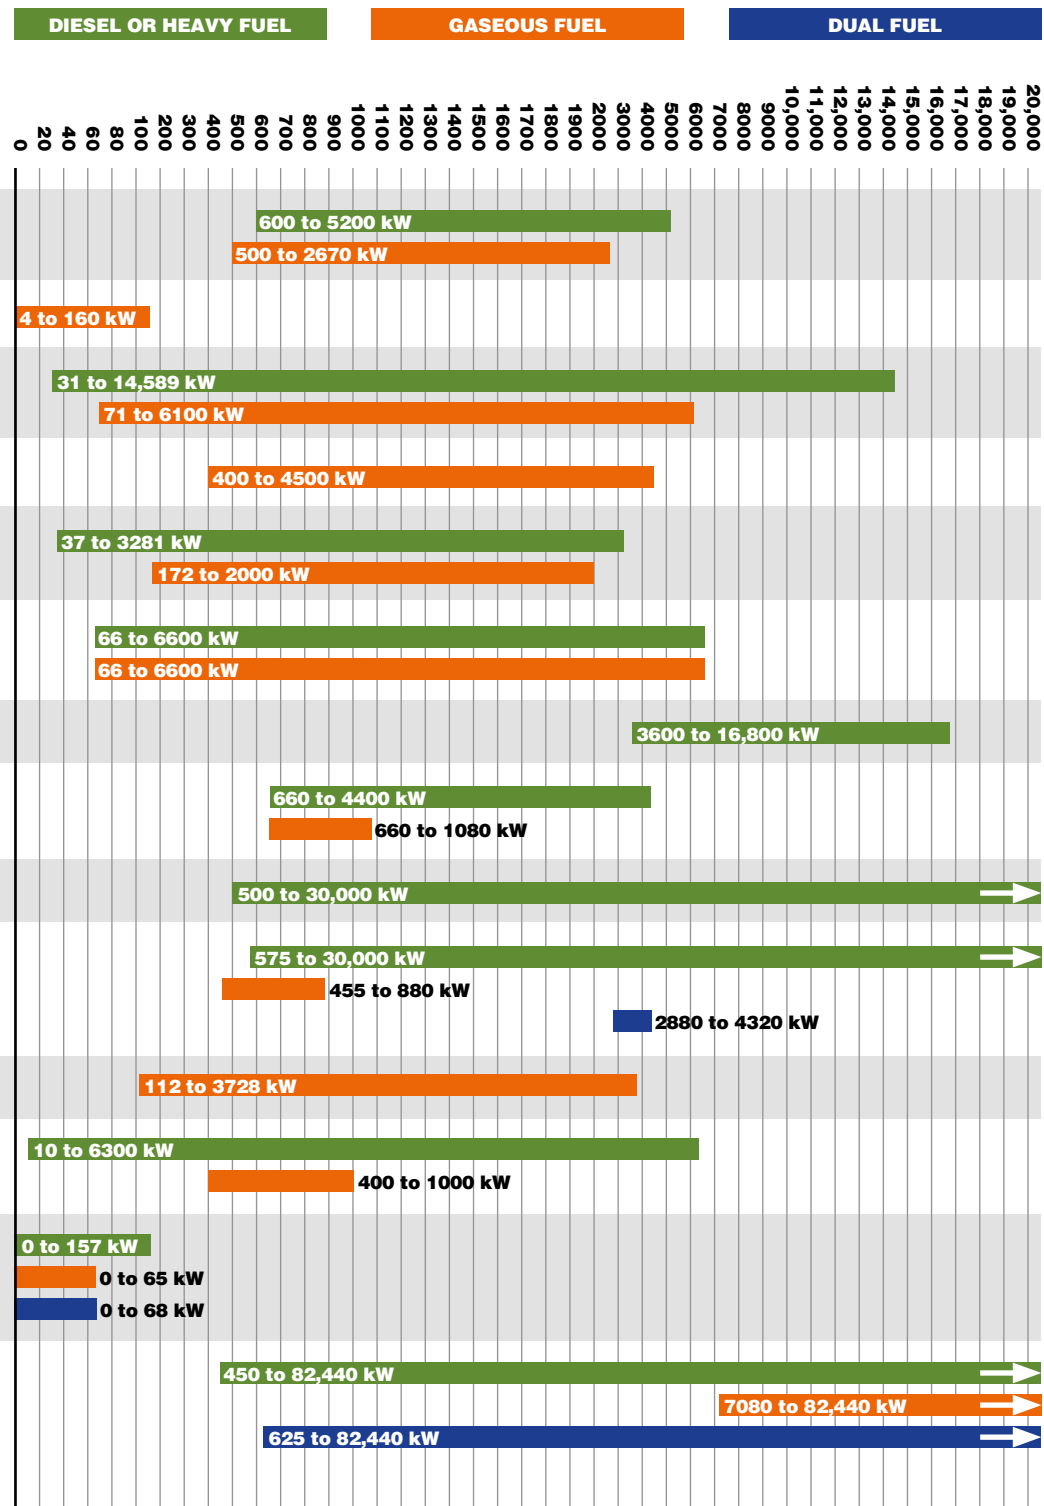 DIESEL OR HEAVY FUEL
GASEOUS FUEL
DUAL FUEL
0
20
40
60
80
100
200
300
400
500
600
700
800
900
1000
1100
1200
1300
1400
1500
1600
1700
1800
1900
2000
3000
4000
5000
6000
7000
8000
9000
10,000
11,000
12,000
13,000
14,000
15,000
16,000
17,000
18,000
19,000
20,000
600 to 5200 kW
500 to 2670 kW
4 to 160 kW
31 to 14,589 kW
71 to 6100 kW
400 to 4500 kW
37 to 3281 kW
172 to 2000 kW
66 to 6600 kW
66 to 6600 kW
3600 to 16,800 kW
660 to 4400 kW
660 to 1080 kW
500 to 30,000 kW
575 to 30,000 kW
455 to 880 kW
2880 to 4320 kW
112 to 3728 kW
10 to 6300 kW
400 to 1000 kW
0 to 157 kW
0 to 65 kW
0 to 68 kW
450 to 82,440 kW
7080 to 82,440 kW
625 to 82,440 kW